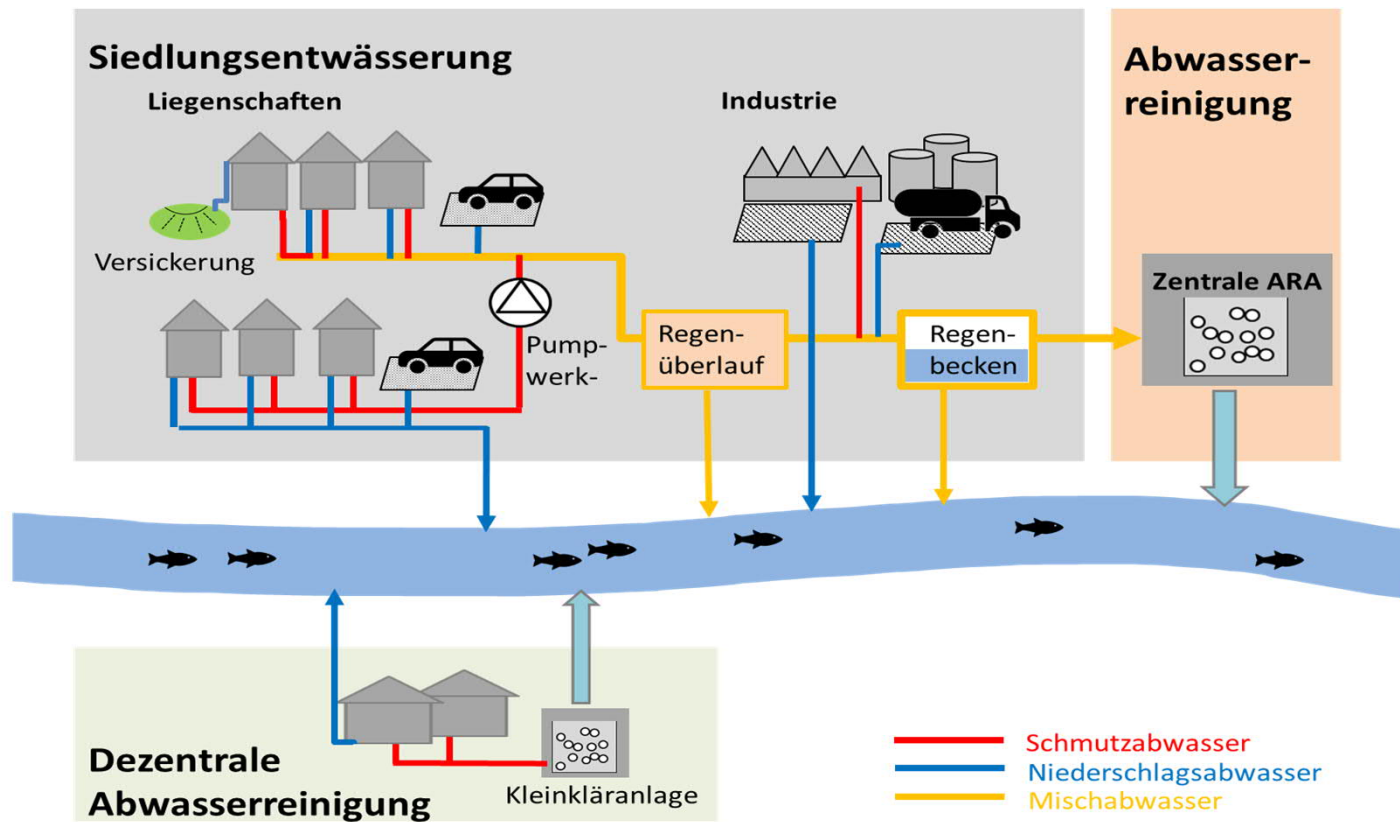 Siedlungsentwässerung
Liegenschaften
Industrie
Abwasser-
reinigung
Versickerung
Pump-
werk-
Regen-
überlauf
Regen-
becken
Zentrale ARA
Dezentrale
Abwasserreinigung
Kleinkläranlage
Schmutzabwasser
Niederschlagsabwasser
Mischabwasser